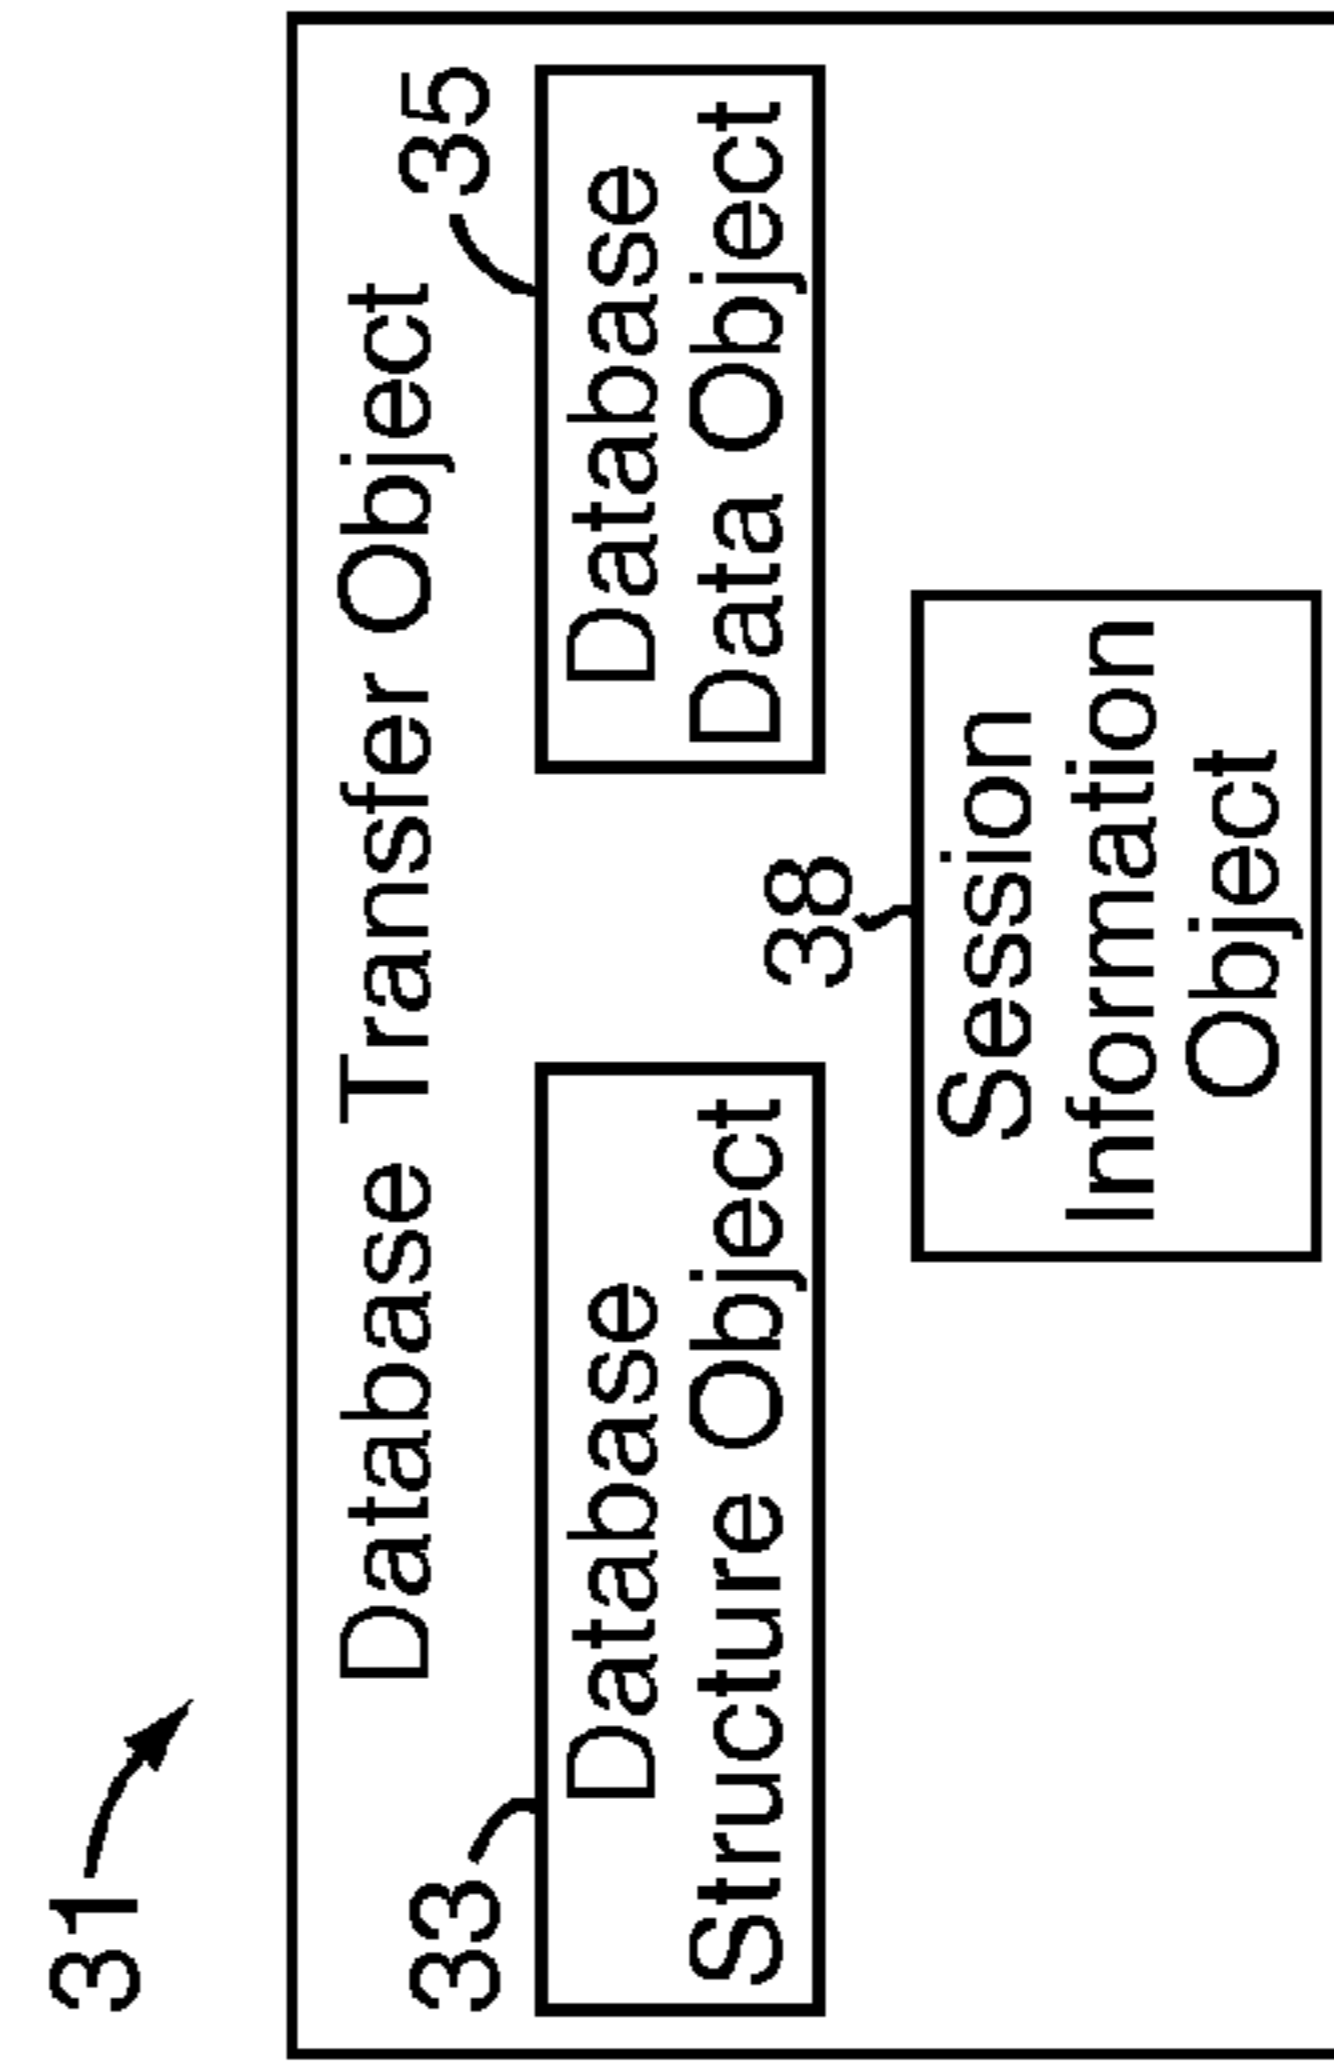 31
Database Transfer Object
33
35
Database
Structure Object
Database
Data Object
38
Session
Information
Object